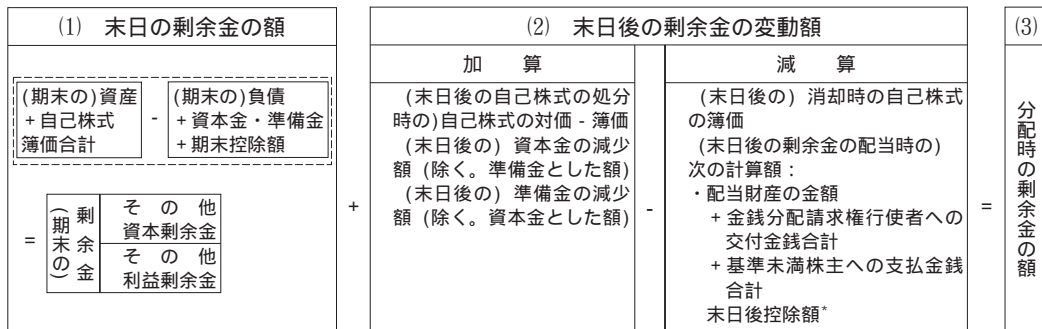 (1) 末日の剰余金の額
(期末の)資産
+自己株式
簿価合計
-
(期末の)負債
+資本金・準備金
+期末控除額
=
剰余金
(期末の)
その他
資本剰余金
その他
利益剰余金
+
(2) 末日後の剰余金の変動額
加 算
(末日後の自己株式の処分
時の)自己株式の対価 - 簿価
(末日後の) 資本金の減少
額 (除く。準備金とした額)
(末日後の) 準備金の減少
額 (除く。資本金とした額)
-
減 算
(末日後の) 消却時の自己株式
の簿価
(末日後の剰余金の配当時の)
次の計算額:
・配当財産の金額
+金銭分配請求権行使者への
交付金銭合計
+基準未満株主への支払金銭
合計
末日後控除額*
=
(3)
分配時の剰余金の額